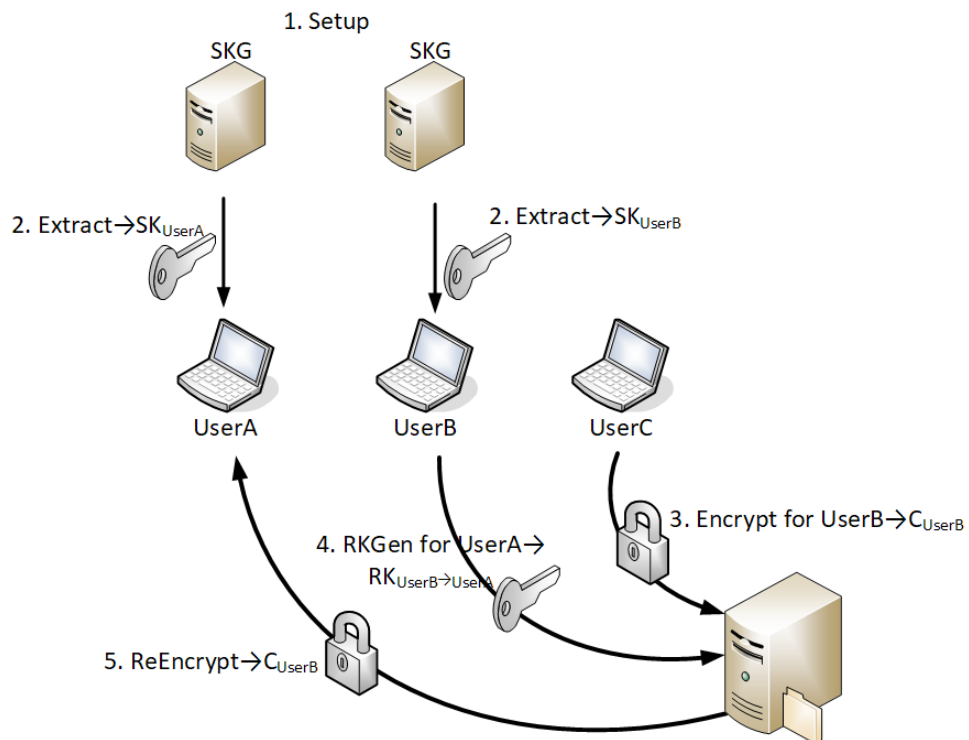 1. Setup
SKG
SKG
2. Extract→SKUserA
2. Extract→SKUserB
UserA
UserB
UserC
3. Encrypt for UserB→CUserB
4. RKGen for UserA→
RKUserB→UserA
5. ReEncrypt→CUserB